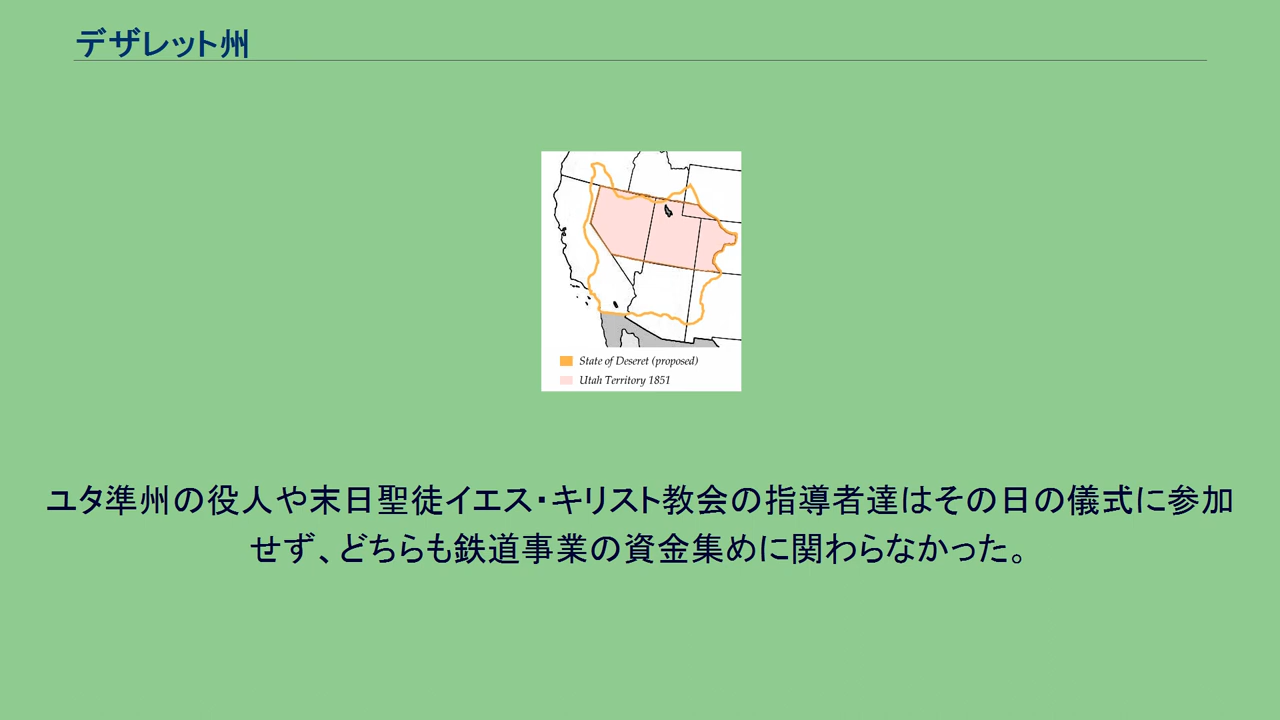 デザレット州
State of Deseret (proposed)
Utah Territory 1851
ユタ準州の役人や末日聖徒イエス・キリスト教会の指導者達はその日の儀式に参加
せず、どちらも鉄道事業の資金集めに関わらなかった。